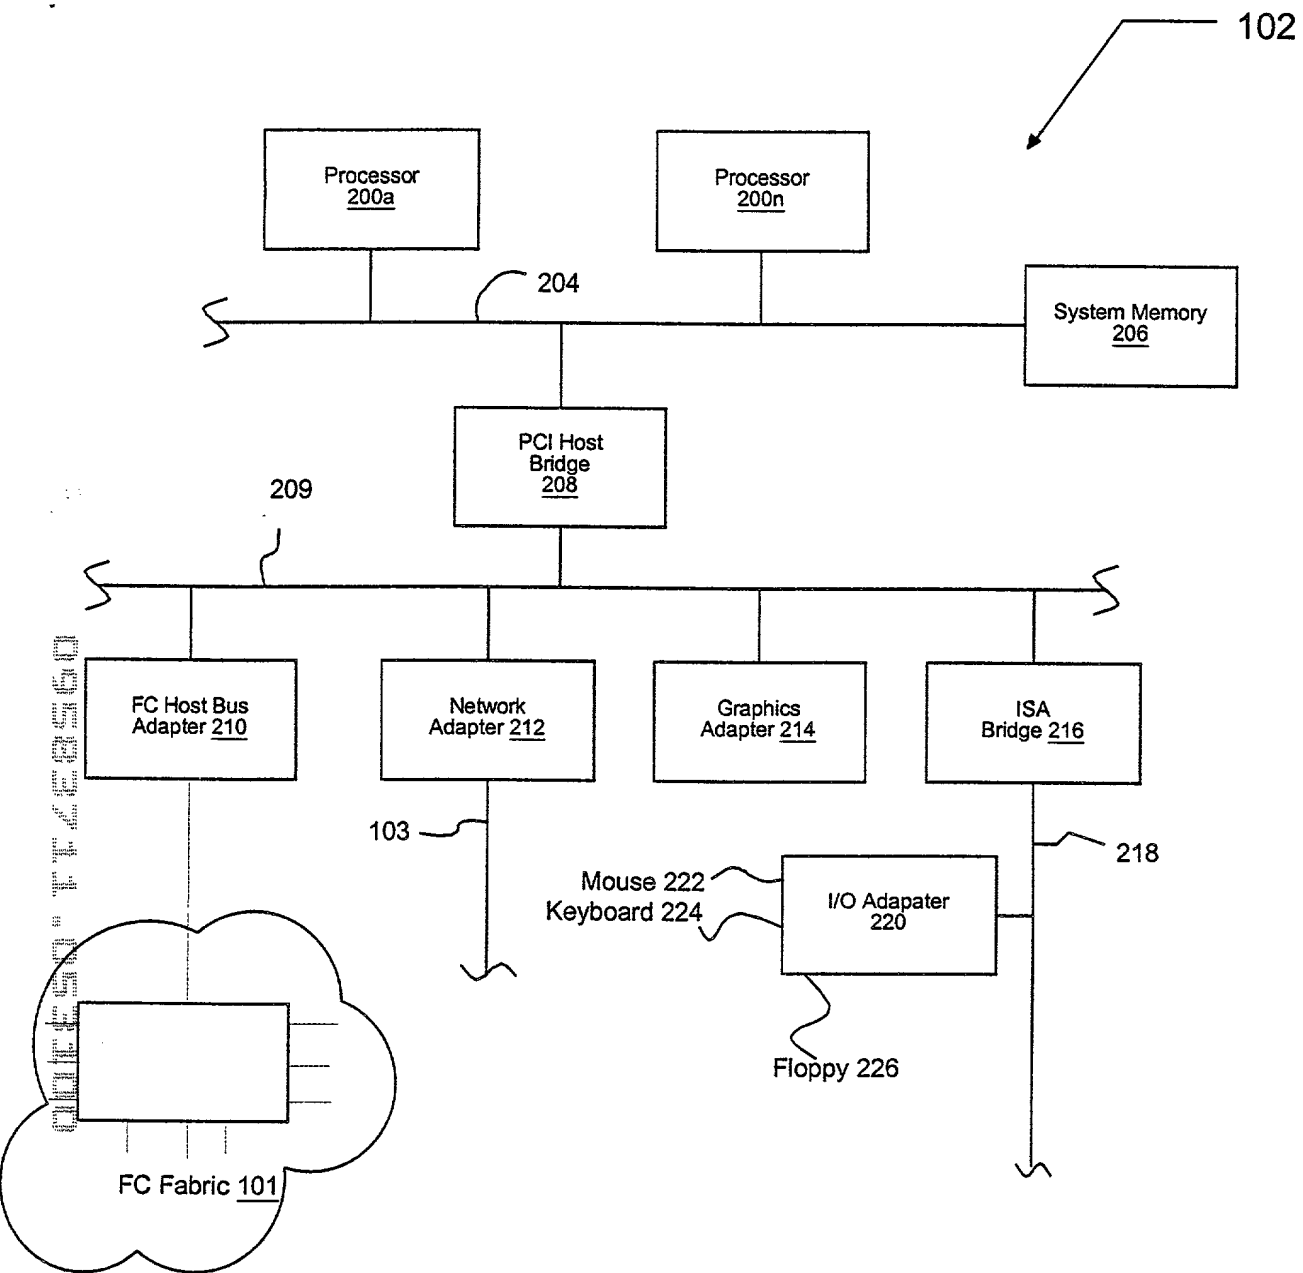 102
Processor
200a
Processor
200n
204
System Memory
206
PCI Host
Bridge
208
209
FC Host Bus
Adapter 210
Network
Adapter 212
Graphics
Adapter 214
ISA
Bridge 216
103
218
Mouse 222
Keyboard 224
I/O Adapater
220
Floppy 226
FC Fabric 101